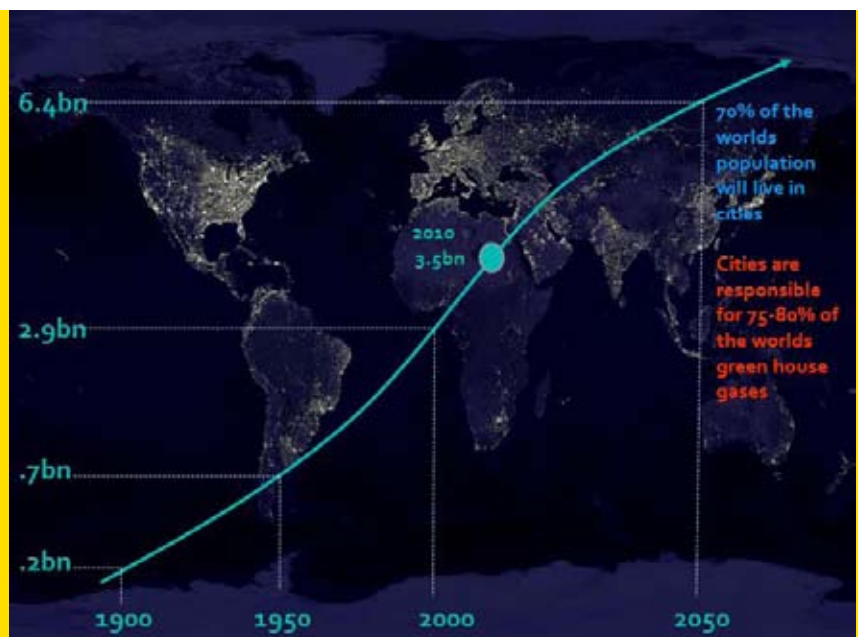 6.4bn
70% of the
worlds
population
will live in
cities
2010
3.5bn
Cities are
responsible
for 75-80% of
the worlds
green house
gases
2.9bn
.7bn
.2bn
1900
1950
2000
2050